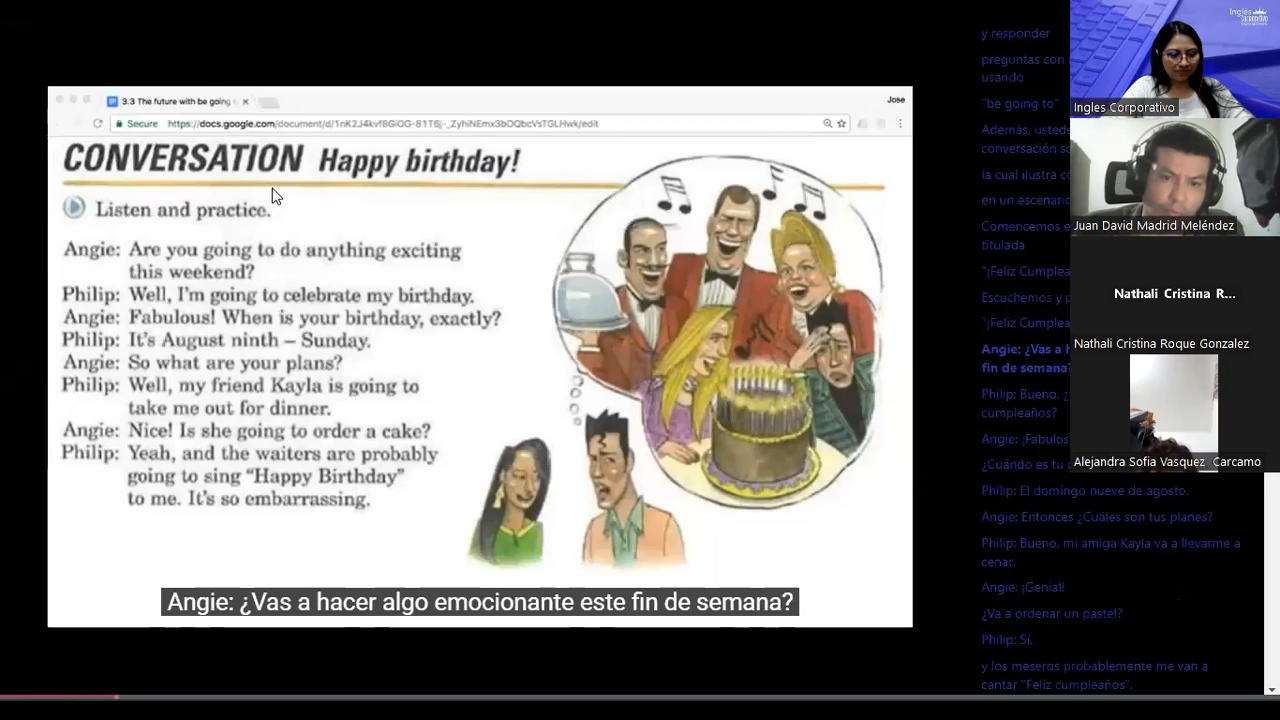 3.3 The future with be going
Jose
Secure
https://docs.google.com/document/d/1nK2J4kvf8GiOG-81T6j-_ZyhiNEmx3bOQbcVsTGLHwk/edit
CONVERSATION Happy birthday!
Listen and practice.
Angie: Are you going to do anything exciting
this weekend?
Philip: Well, I'm going to celebrate my birthday.
Angie: Fabulous! When is your birthday, exactly?
Philip: It's August ninth – Sunday.
Angie: So what are your plans?
Philip: Well, my friend Kayla is going to
take me out for dinner.
Angie: Nice! Is she going to order a cake?
Philip: Yeah, and the waiters are probably
going to sing "Happy Birthday"
to me. It's so embarrassing.
Angie: ¿Vas a hacer algo emocionante este fin de semana?
y responder
preguntas con
usando
"be going to"
Además, ustede
conversación so
la cual ilustra c
en un escenari
Comencemos e
titulada
"¡Feliz Cumplea
Escuchemos y p
"¡Feliz Cumplea
Angie: ¿Vas a h
fin de semana?
Philip: Bueno, ¿
cumpleaños?
Angie: ¡Fabulos
¿Cuándo es tu
Philip: El domingo nueve de agosto.
Angie: Entonces ¿Cuáles son tus planes?
Philip: Bueno, mi amiga Kayla va a llevarme a
cenar.
Angie: ¡Genial!
¿Va a ordenar un pastel?
Philip: Sí,
y los meseros probablemente me van a
cantar "Feliz cumpleaños".
Inglés
Corporativo
Ingles Corporativo
Juan David Madrid Meléndez
Nathali Cristina R...
Nathali Cristina Roque Gonzalez
Alejandra Sofia Vasquez Carcamo